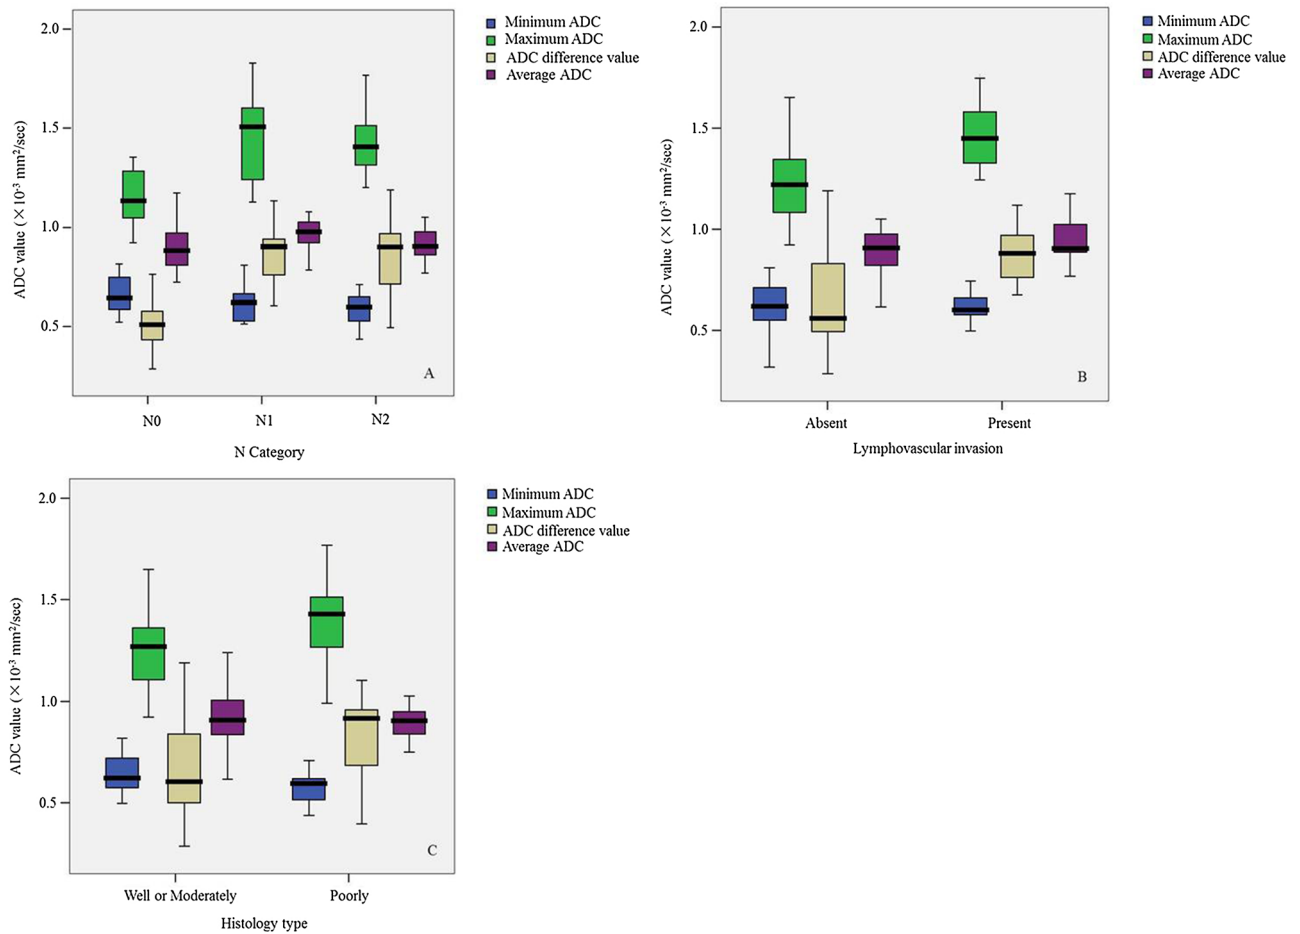 2.0
1.5
1.0
0.5
ADC value (×10⁻³ mm²/sec)
Minimum ADC
Maximum ADC
ADC difference value
Average ADC
A
N0 N1 N2
N Category
2.0
1.5
1.0
0.5
ADC value (×10⁻³ mm²/sec)
Minimum ADC
Maximum ADC
ADC difference value
Average ADC
B
Absent Present
Lymphovascular invasion
2.0
1.5
1.0
0.5
ADC value (×10⁻³ mm²/sec)
Minimum ADC
Maximum ADC
ADC difference value
Average ADC
C
Well or Moderately Poorly
Histology type